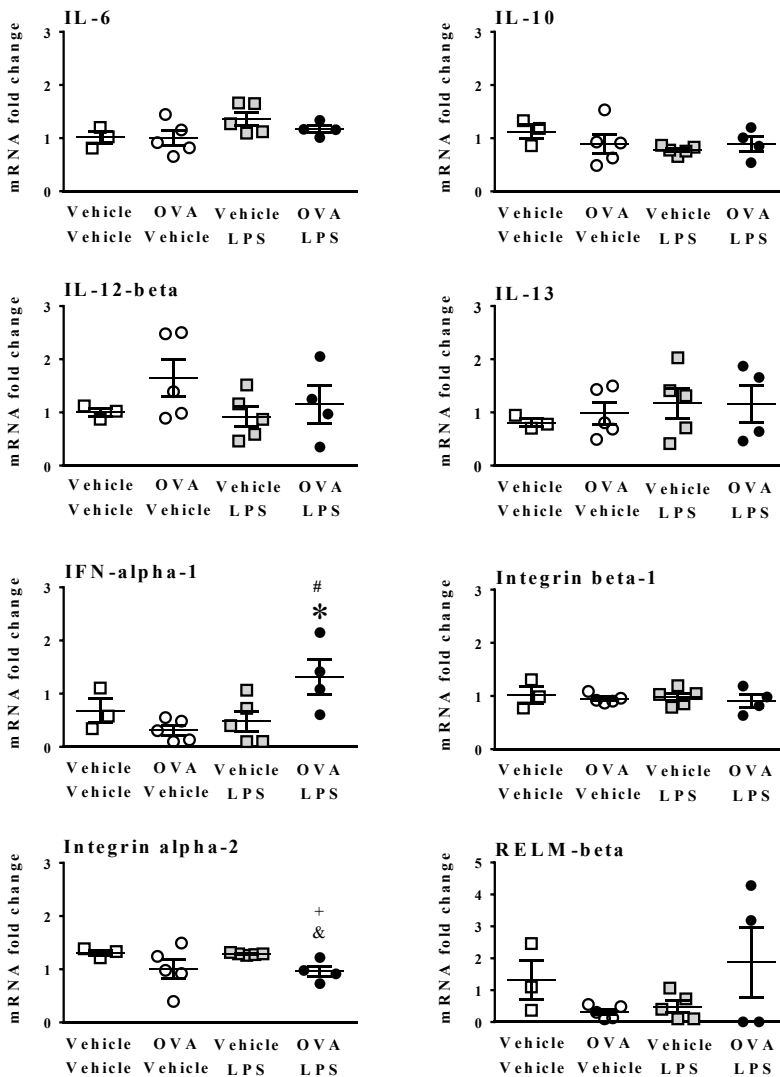 IL-6
mRNA fold change
3
2
1
0
Vehicle OVA Vehicle OVA
Vehicle Vehicle LPS LPS
IL-10
mRNA fold change
3
2
1
0
Vehicle OVA Vehicle OVA
Vehicle Vehicle LPS LPS
IL-12-beta
mRNA fold change
3
2
1
0
Vehicle OVA Vehicle OVA
Vehicle Vehicle LPS LPS
IL-13
mRNA fold change
3
2
1
0
Vehicle OVA Vehicle OVA
Vehicle Vehicle LPS LPS
IFN-alpha-1
mRNA fold change
3
2
1
0
#
*
Vehicle OVA Vehicle OVA
Vehicle Vehicle LPS LPS
Integrin beta-1
mRNA fold change
3
2
1
0
Vehicle OVA Vehicle OVA
Vehicle Vehicle LPS LPS
Integrin alpha-2
mRNA fold change
3
2
1
0
+
&
Vehicle OVA Vehicle OVA
Vehicle Vehicle LPS LPS
RELM-beta
mRNA fold change
5
4
3
2
1
0
Vehicle OVA Vehicle OVA
Vehicle Vehicle LPS LPS